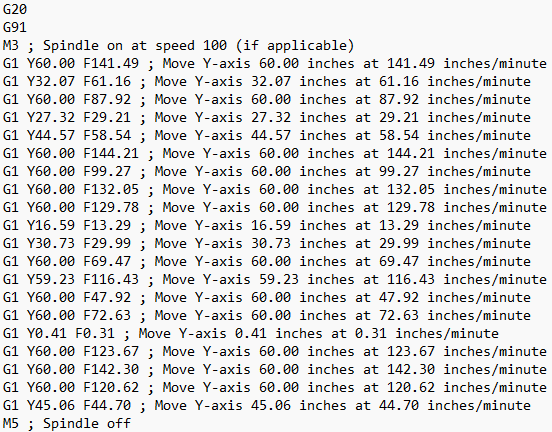 G20
G91
M3 ; Spindle on at speed 100 (if applicable)
G1 Y60.00 F141.49 ; Move Y-axis 60.00 inches at 141.49 inches/minute
G1 Y32.07 F61.16 ; Move Y-axis 32.07 inches at 61.16 inches/minute
G1 Y60.00 F87.92 ; Move Y-axis 60.00 inches at 87.92 inches/minute
G1 Y27.32 F29.21 ; Move Y-axis 27.32 inches at 29.21 inches/minute
G1 Y44.57 F58.54 ; Move Y-axis 44.57 inches at 58.54 inches/minute
G1 Y60.00 F144.21 ; Move Y-axis 60.00 inches at 144.21 inches/minute
G1 Y60.00 F99.27 ; Move Y-axis 60.00 inches at 99.27 inches/minute
G1 Y60.00 F132.05 ; Move Y-axis 60.00 inches at 132.05 inches/minute
G1 Y60.00 F129.78 ; Move Y-axis 60.00 inches at 129.78 inches/minute
G1 Y16.59 F13.29 ; Move Y-axis 16.59 inches at 13.29 inches/minute
G1 Y30.73 F29.99 ; Move Y-axis 30.73 inches at 29.99 inches/minute
G1 Y60.00 F69.47 ; Move Y-axis 60.00 inches at 69.47 inches/minute
G1 Y59.23 F116.43 ; Move Y-axis 59.23 inches at 116.43 inches/minute
G1 Y60.00 F47.92 ; Move Y-axis 60.00 inches at 47.92 inches/minute
G1 Y60.00 F72.63 ; Move Y-axis 60.00 inches at 72.63 inches/minute
G1 Y0.41 F0.31 ; Move Y-axis 0.41 inches at 0.31 inches/minute
G1 Y60.00 F123.67 ; Move Y-axis 60.00 inches at 123.67 inches/minute
G1 Y60.00 F142.30 ; Move Y-axis 60.00 inches at 142.30 inches/minute
G1 Y60.00 F120.62 ; Move Y-axis 60.00 inches at 120.62 inches/minute
G1 Y45.06 F44.70 ; Move Y-axis 45.06 inches at 44.70 inches/minute
M5 ; Spindle off